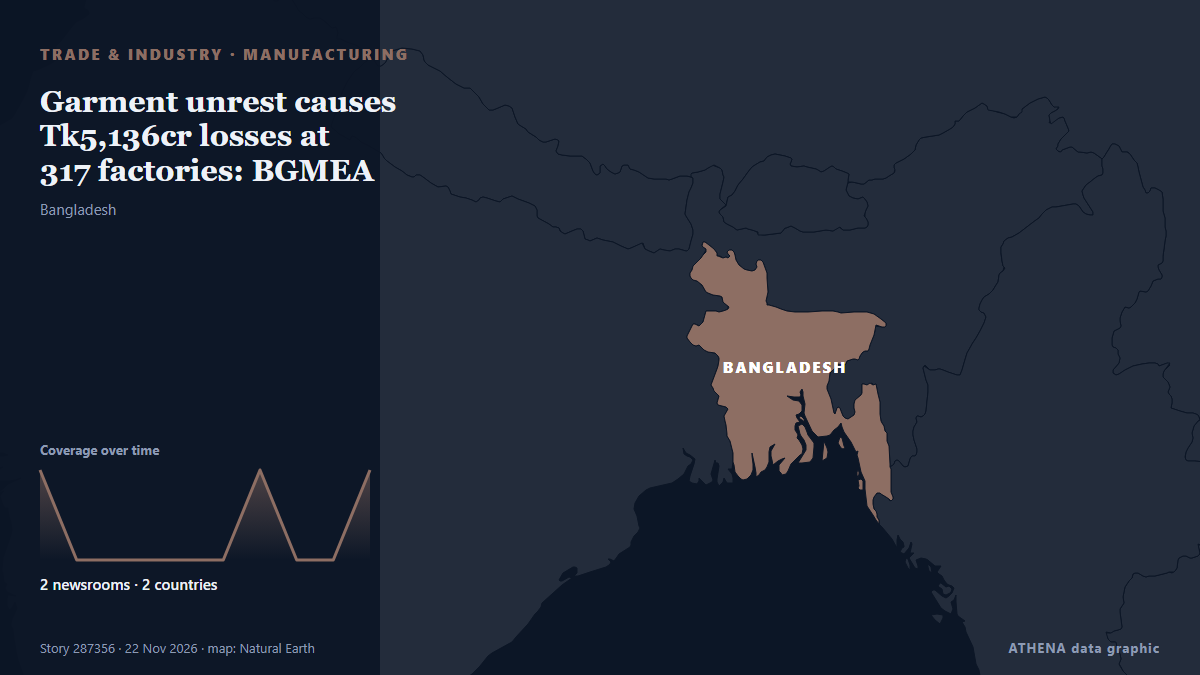 TRADE & INDUSTRY · MANUFACTURING
Garment unrest causes
Tk5,136cr losses at
317 factories: BGMEA
Bangladesh
BANGLADESH
Coverage over time
2 newsrooms · 2 countries
Story 287356 · 22 Nov 2026 · map: Natural Earth
ATHENA data graphic